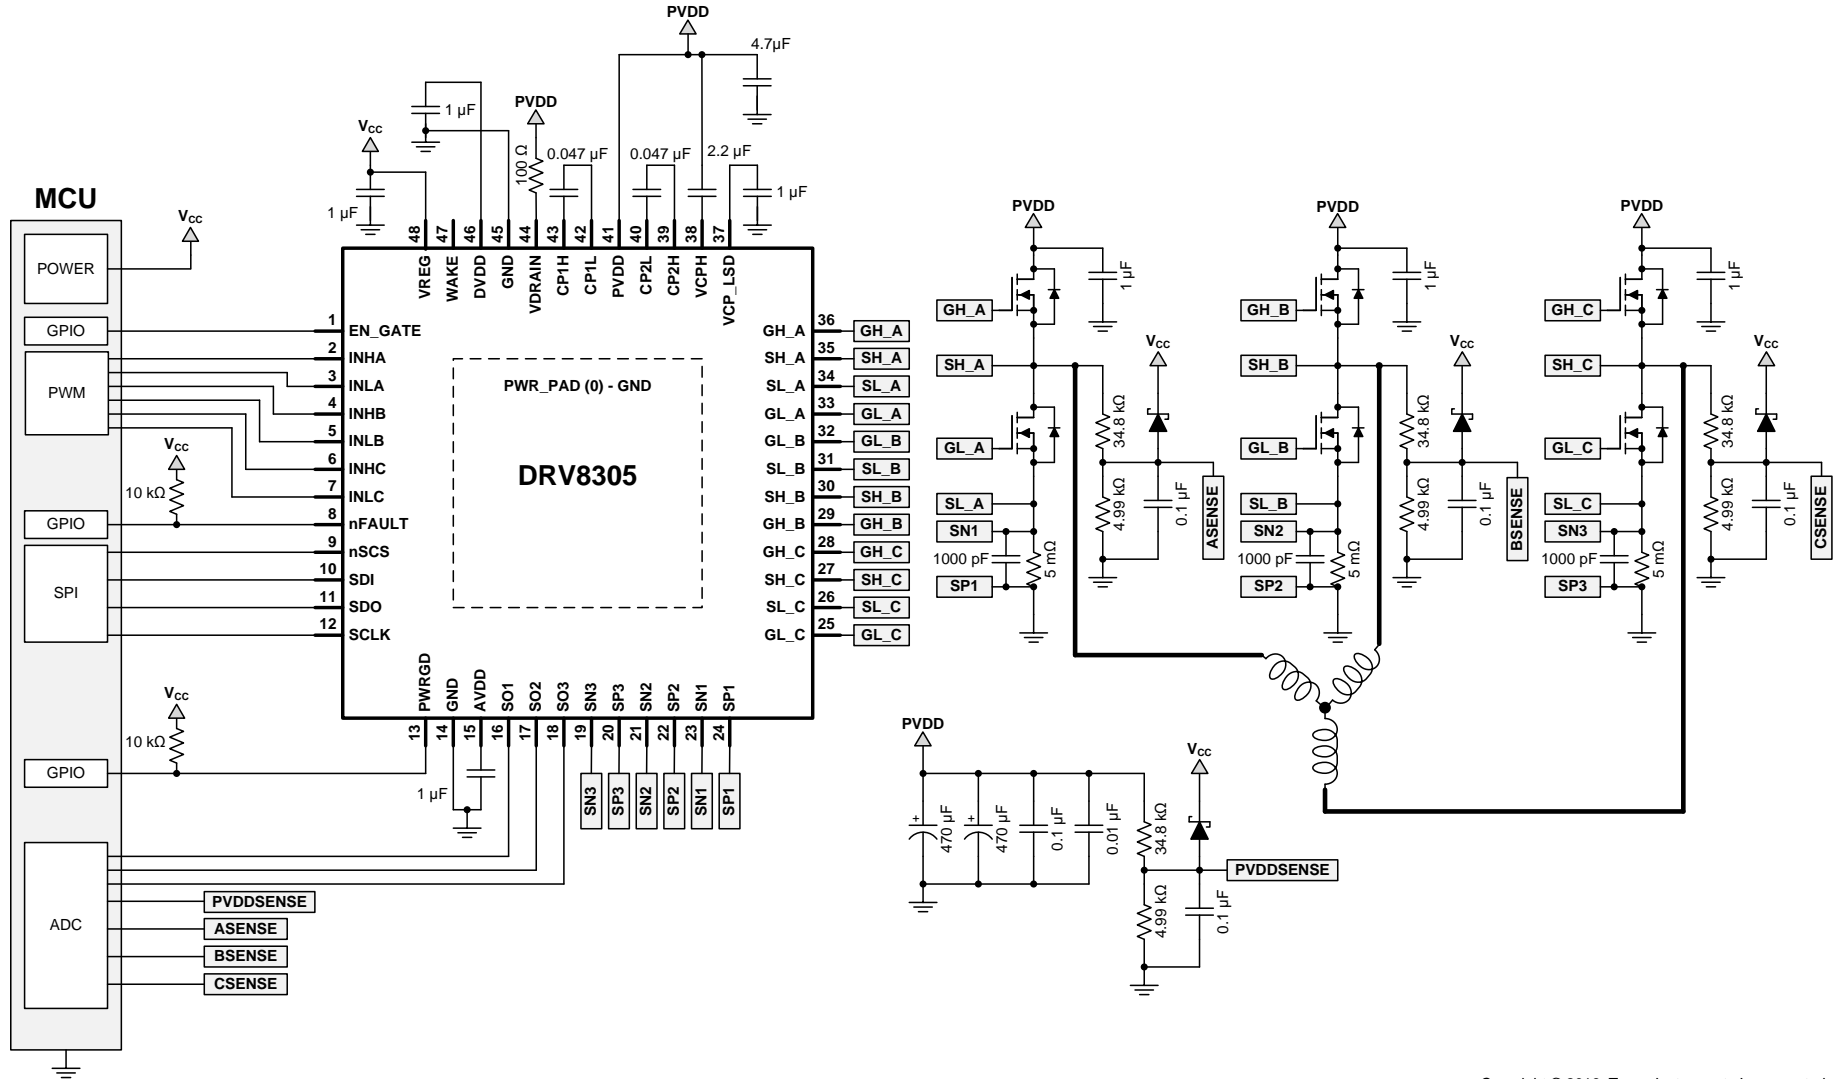 PVDD
4.7µF
1 µF
PVDD
VCC
100 Ω
0.047 µF
0.047 µF
2.2 µF
1 µF
1 µF
MCU
VCC
POWER
GPIO
PWM
VCC
10 kΩ
GPIO
SPI
VCC
10 kΩ
GPIO
ADC
PVDDSENSE
ASENSE
BSENSE
CSENSE
48
47
46
45
44
43
42
41
40
39
38
37
VREG
WAKE
DVDD
GND
VDRAIN
CP1H
CP1L
PVDD
CP2L
CP2H
VCPH
VCP_LSD
1 EN_GATE
2 INHA
3 INLA
4 INHB
5 INLB
6 INHC
7 INLC
8 nFAULT
9 nSCS
10 SDI
11 SDO
12 SCLK
PWR_PAD (0) - GND
DRV8305
GH_A 36 GH_A
SH_A 35 SH_A
SL_A 34 SL_A
GL_A 33 GL_A
GL_B 32 GL_B
SL_B 31 SL_B
SH_B 30 SH_B
GH_B 29 GH_B
GH_C 28 GH_C
SH_C 27 SH_C
SL_C 26 SL_C
GL_C 25 GL_C
PWRGD
GND
AVDD
SO1
SO2
SO3
SN3
SP3
SN2
SP2
SN1
SP1
13
14
15
16
17
18
19
20
21
22
23
24
1 µF
SN3
SP3
SN2
SP2
SN1
SP1
PVDD
1 µF
GH_A
SH_A
VCC
34.8 kΩ
GL_A
SL_A
4.99 kΩ
0.1 µF
ASENSE
SN1
1000 pF
5 mΩ
SP1
PVDD
1 µF
GH_B
SH_B
VCC
34.8 kΩ
GL_B
SL_B
4.99 kΩ
0.1 µF
BSENSE
SN2
1000 pF
5 mΩ
SP2
PVDD
1 µF
GH_C
SH_C
VCC
34.8 kΩ
GL_C
SL_C
4.99 kΩ
0.1 µF
CSENSE
SN3
1000 pF
5 mΩ
SP3
PVDD
VCC
+
470 µF
+
470 µF
0.1 µF
0.01 µF
34.8 kΩ
PVDDSENSE
4.99 kΩ
0.1 µF